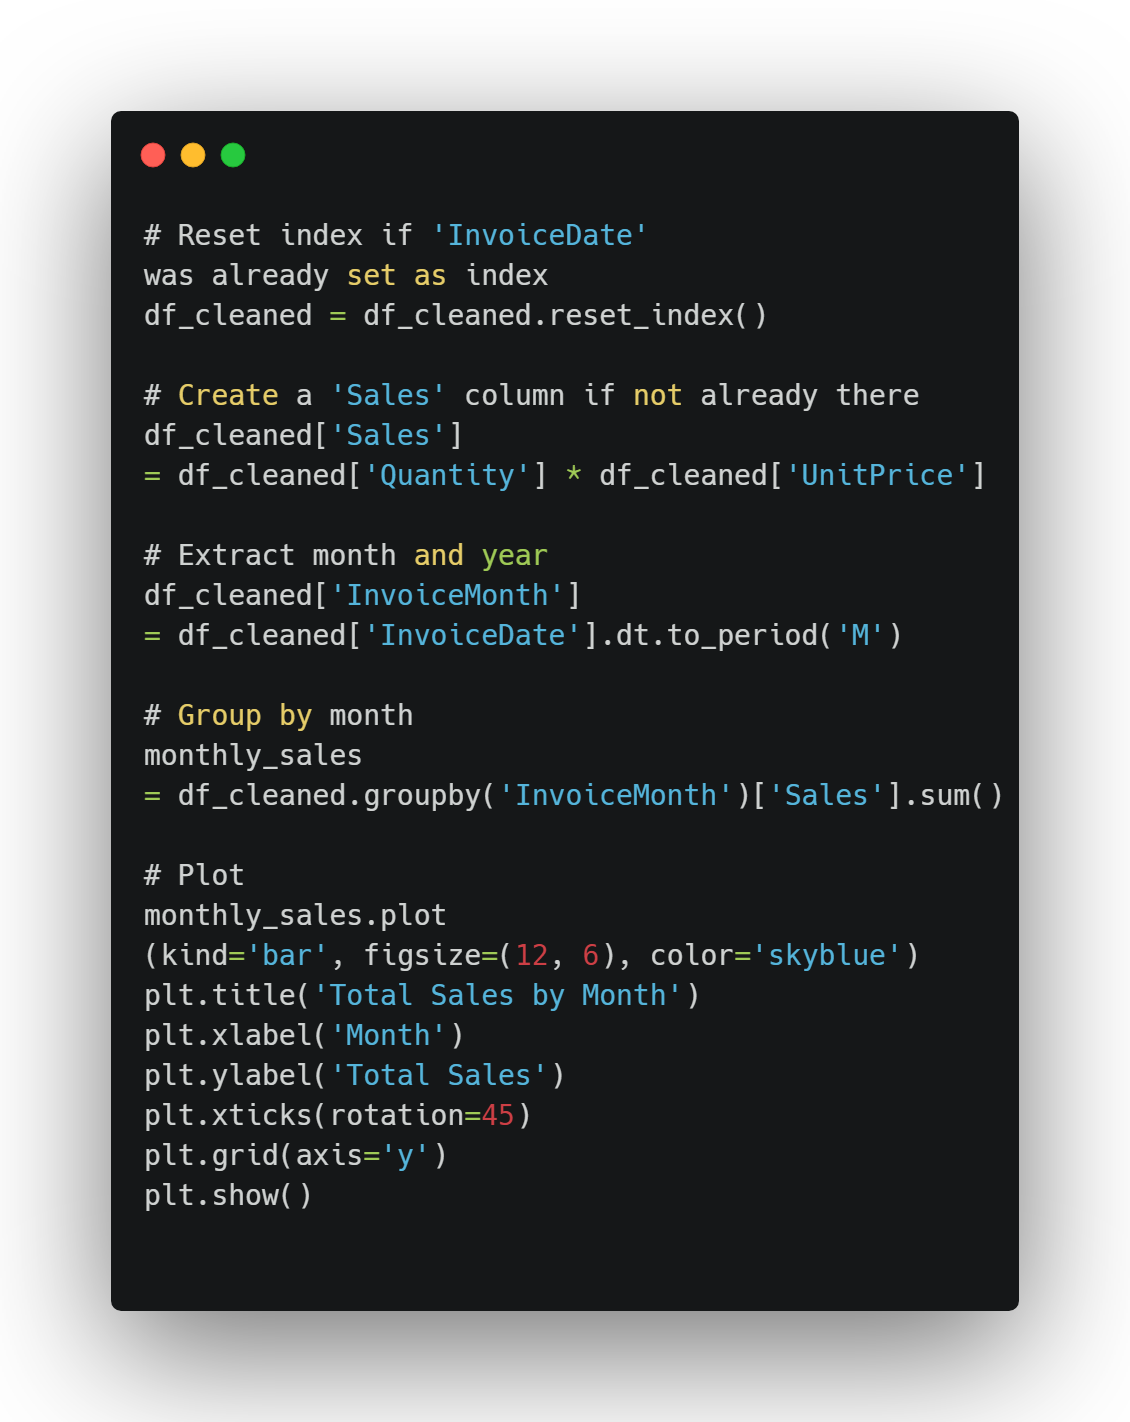 # Reset index if 'InvoiceDate'
was already set as index
df_cleaned = df_cleaned.reset_index()

# Create a 'Sales' column if not already there
df_cleaned['Sales']
= df_cleaned['Quantity'] * df_cleaned['UnitPrice']

# Extract month and year
df_cleaned['InvoiceMonth']
= df_cleaned['InvoiceDate'].dt.to_period('M')

# Group by month
monthly_sales
= df_cleaned.groupby('InvoiceMonth')['Sales'].sum()

# Plot
monthly_sales.plot
(kind='bar', figsize=(12, 6), color='skyblue')
plt.title('Total Sales by Month')
plt.xlabel('Month')
plt.ylabel('Total Sales')
plt.xticks(rotation=45)
plt.grid(axis='y')
plt.show()